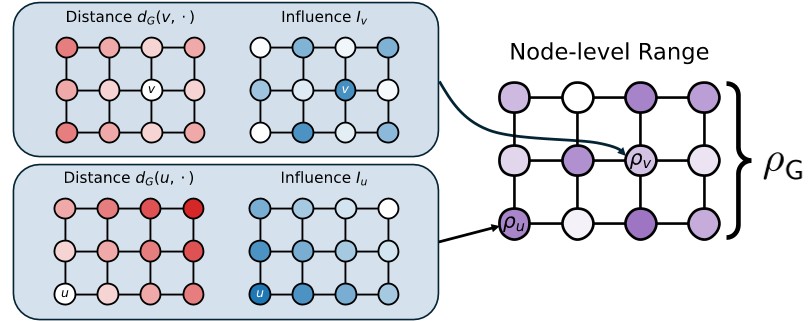 Distance d_G(v, ·)
Influence I_v
v
v
Distance d_G(u, ·)
Influence I_u
u
u
Node-level Range
ρ_v
ρ_u
ρ_G